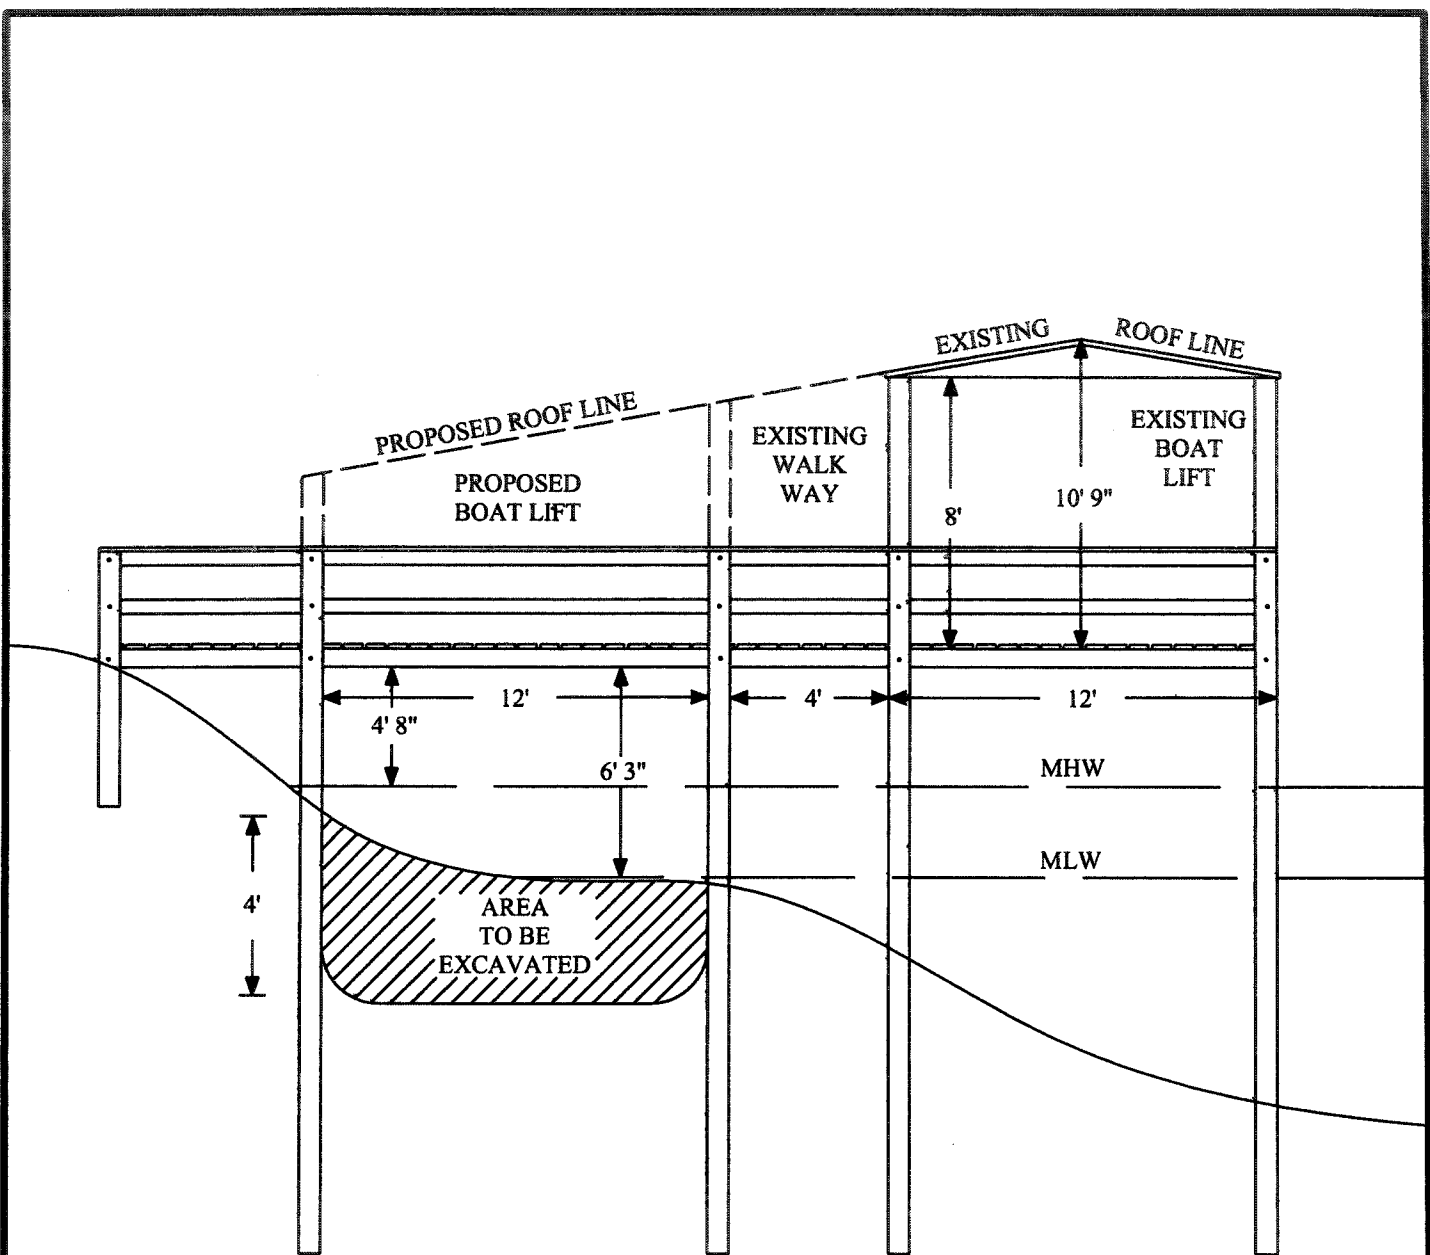 EXISTING ROOF LINE
PROPOSED ROOF LINE
EXISTING
WALK
WAY
EXISTING
BOAT
LIFT
PROPOSED
BOAT LIFT
10' 9"
8'
12'
4'
12'
4' 8"
6' 3"
MHW
MLW
4'
AREA
TO BE
EXCAVATED